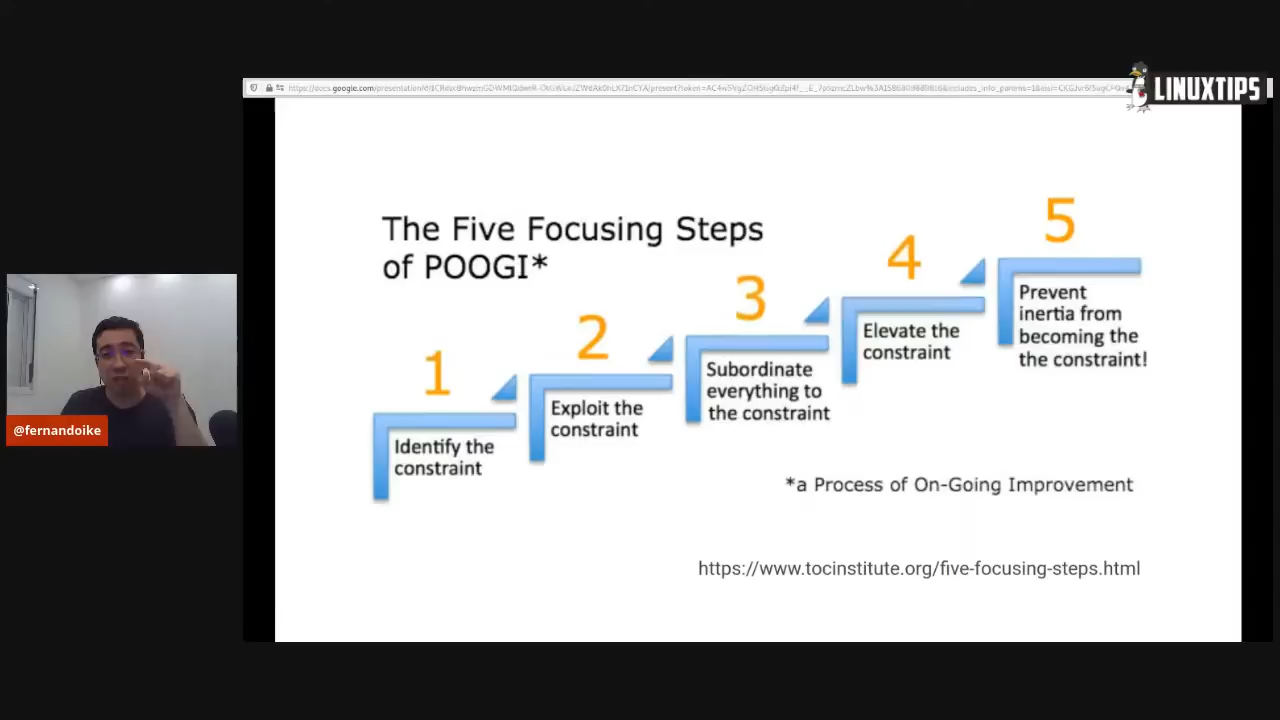 LINUXTIPS
The Five Focusing Steps
of POOGI*
1
Identify the
constraint
2
Exploit the
constraint
3
Subordinate
everything to
the constraint
4
Elevate the
constraint
5
Prevent
inertia from
becoming the
the constraint!
*a Process of On-Going Improvement
https://www.tocinstitute.org/five-focusing-steps.html
@fernandoike